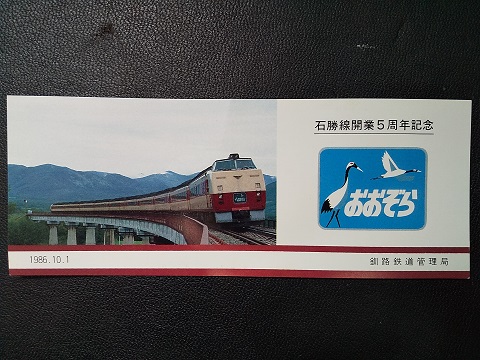 石勝線開業5周年記念
おおぞら
1986.10.1
釧路鉄道管理局